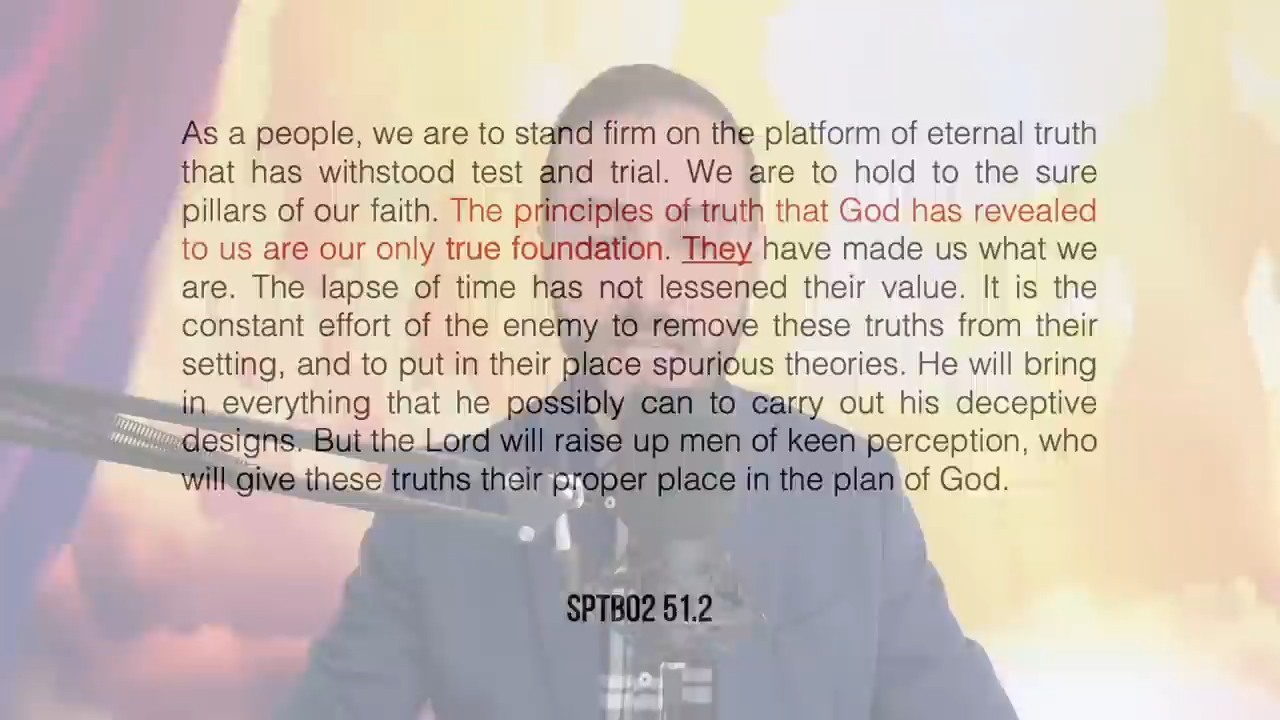 As a people, we are to stand firm on the platform of eternal truth
that has withstood test and trial. We are to hold to the sure
pillars of our faith. The principles of truth that God has revealed
to us are our only true foundation. They have made us what we
are. The lapse of time has not lessened their value. It is the
constant effort of the enemy to remove these truths from their
setting, and to put in their place spurious theories. He will bring
in everything that he possibly can to carry out his deceptive
designs. But the Lord will raise up men of keen perception, who
will give these truths their proper place in the plan of God.
SPTB02 51.2